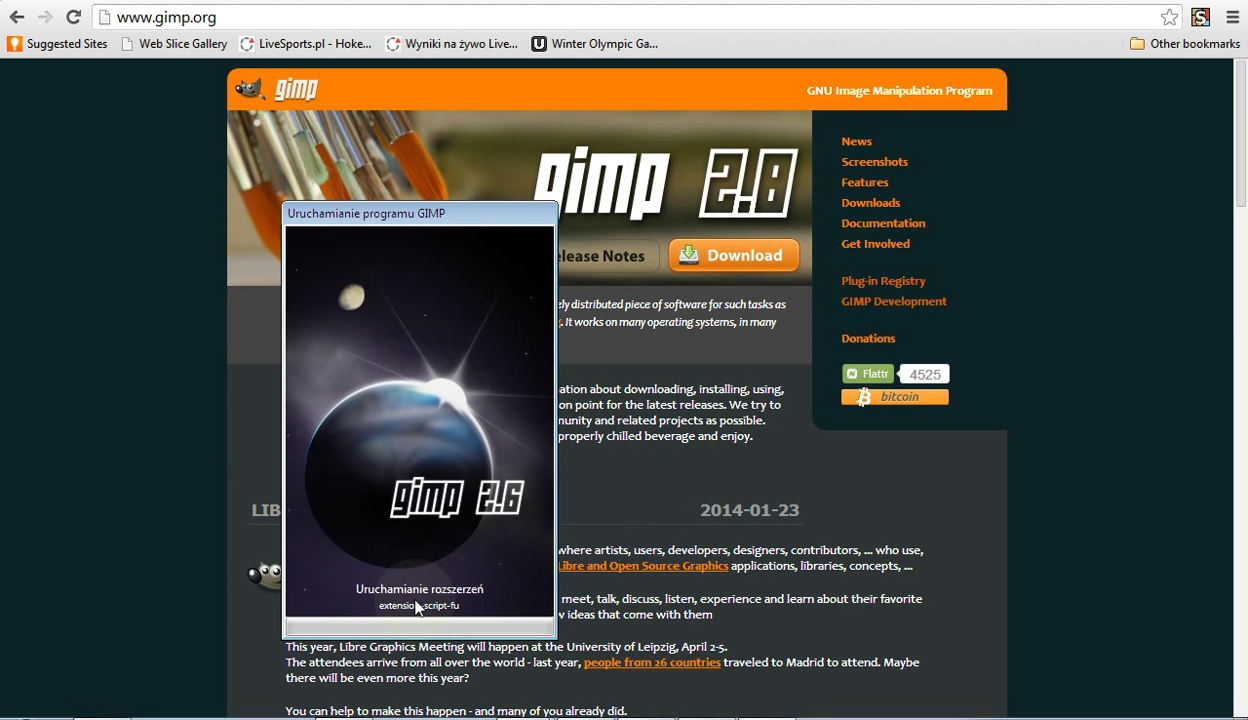 www.gimp.org
Suggested Sites
Web Slice Gallery
LiveSports.pl - Hoke...
Wyniki na żywo Live...
Winter Olympic Ga...
Other bookmarks
gimp
GNU Image Manipulation Program
gimp 2.8
elease Notes
Download
News
Screenshots
Features
Downloads
Documentation
Get Involved
Plug-in Registry
GIMP Development
Donations
Flattr
4525
bitcoin
Uruchamianie programu GIMP
gimp 2.6
Uruchamianie rozszerzeń
script-fu
ely distributed piece of software for such tasks as
. It works on many operating systems, in many
ation about downloading, installing, using,
on point for the latest releases. We try to
munity and related projects as possible.
properly chilled beverage and enjoy.
LIB
2014-01-23
where artists, users, developers, designers, contributors, ... who use,
Libre and Open Source Graphics applications, libraries, concepts, ...
meet, talk, discuss, listen, experience and learn about their favorite
w ideas that come with them
This year, Libre Graphics Meeting will happen at the University of Leipzig, April 2-5.
The attendees arrive from all over the world - last year, people from 26 countries traveled to Madrid to attend. Maybe
there will be even more this year?
You can help to make this happen - and many of you already did.